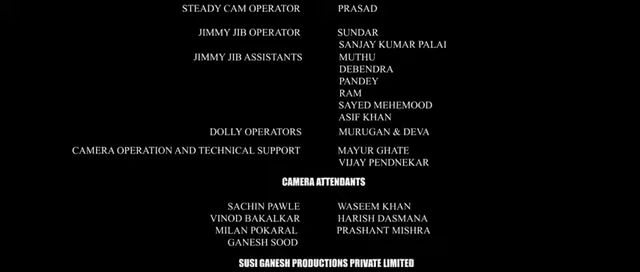 STEADY CAM OPERATOR PRASAD
JIMMY JIB OPERATOR SUNDAR
SANJAY KUMAR PALAI
JIMMY JIB ASSISTANTS MUTHU
DEBENDRA
PANDEY
RAM
SAYED MEHEMOOD
ASIF KHAN
DOLLY OPERATORS MURUGAN & DEVA
CAMERA OPERATION AND TECHNICAL SUPPORT MAYUR GHATE
VIJAY PENDNEKAR
CAMERA ATTENDANTS
SACHIN PAWLE WASEEM KHAN
VINOD BAKALKAR HARISH DASMANA
MILAN POKARAL PRASHANT MISHRA
GANESH SOOD
SUSI GANESH PRODUCTIONS PRIVATE LIMITED